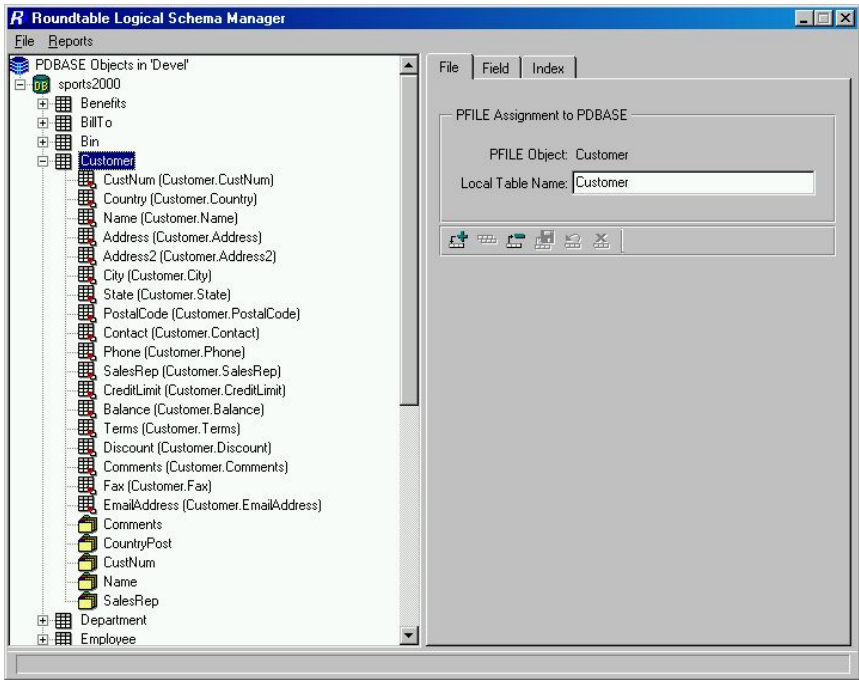 R Roundtable Logical Schema Manager
File Reports
PDBASE Objects in 'Devel'
DB sports2000
Benefits
BillTo
Bin
Customer
CustNum (Customer.CustNum)
Country (Customer.Country)
Name (Customer.Name)
Address (Customer.Address)
Address2 (Customer.Address2)
City (Customer.City)
State (Customer.State)
PostalCode (Customer.PostalCode)
Contact (Customer.Contact)
Phone (Customer.Phone)
SalesRep (Customer.SalesRep)
CreditLimit (Customer.CreditLimit)
Balance (Customer.Balance)
Terms (Customer.Terms)
Discount (Customer.Discount)
Comments (Customer.Comments)
Fax (Customer.Fax)
EmailAddress (Customer.EmailAddress)
Comments
CountryPost
CustNum
Name
SalesRep
Department
Employee
File Field Index
PFILE Assignment to PDBASE
PFILE Object: Customer
Local Table Name: Customer